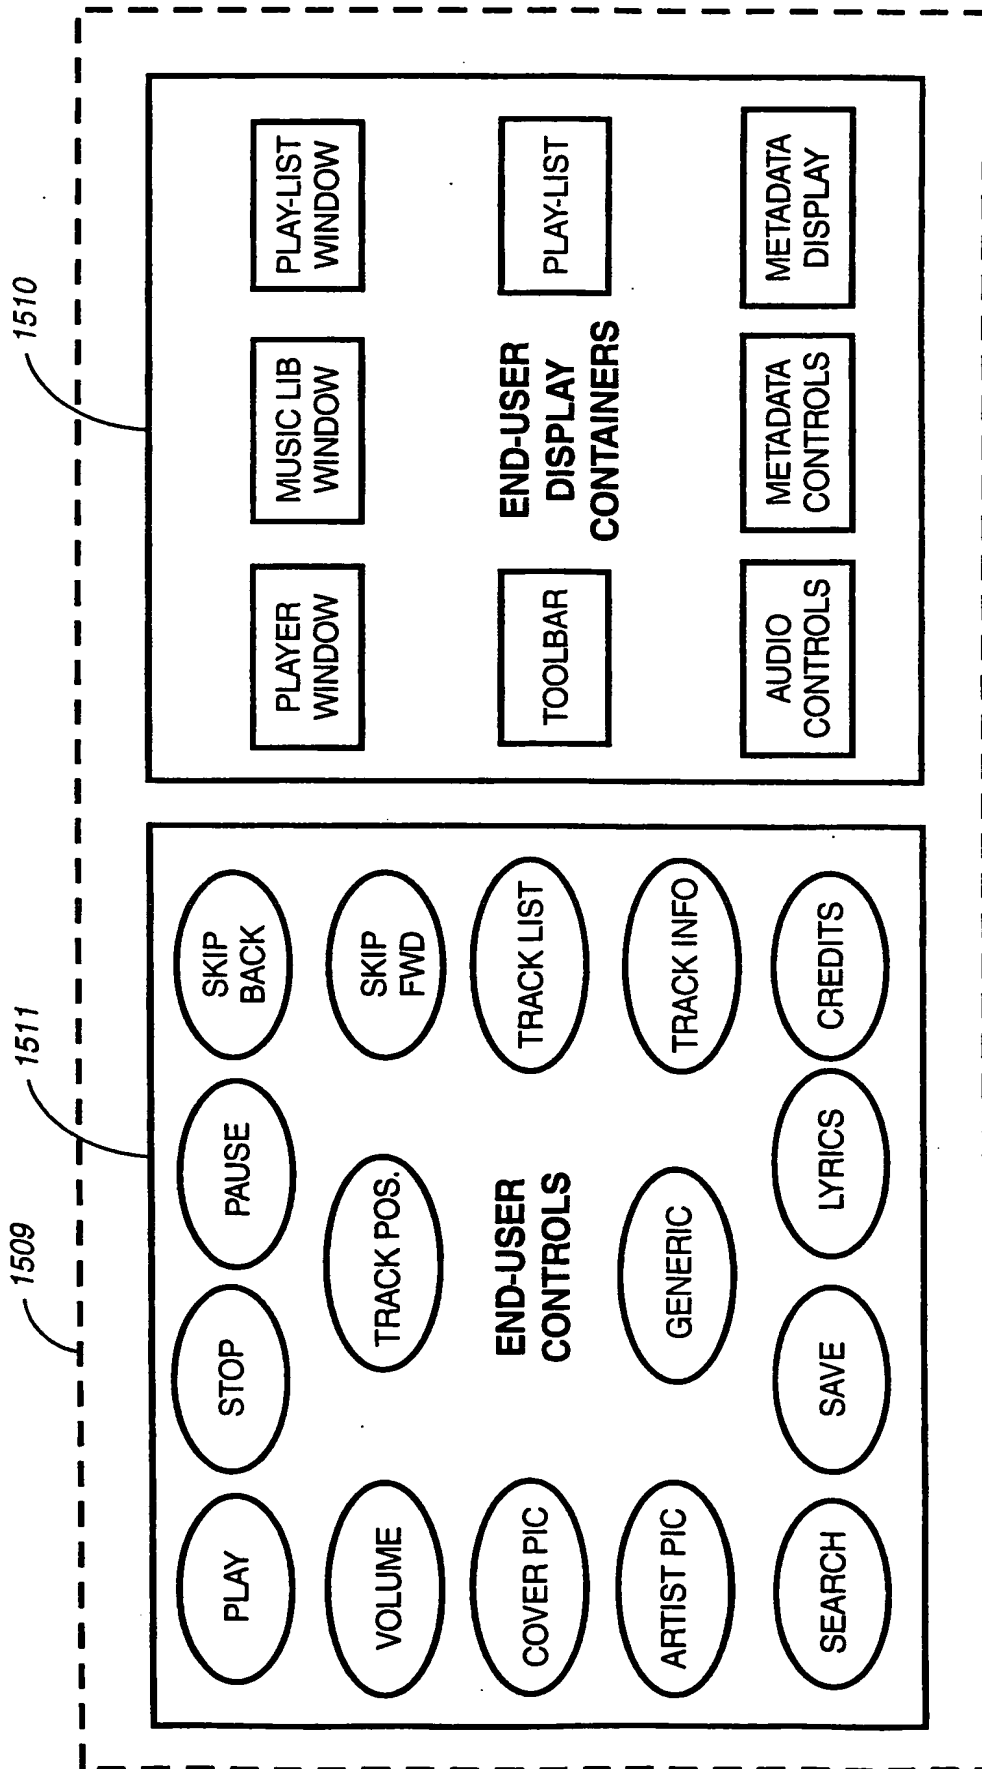 1509
1511
1510
PLAY
STOP
PAUSE
SKIP
BACK
VOLUME
TRACK POS.
SKIP
FWD
COVER PIC
END-USER
CONTROLS
TRACK LIST
ARTIST PIC
GENERIC
TRACK INFO
SEARCH
SAVE
LYRICS
CREDITS
PLAYER
WINDOW
MUSIC LIB
WINDOW
PLAY-LIST
WINDOW
TOOLBAR
END-USER
DISPLAY
CONTAINERS
PLAY-LIST
AUDIO
CONTROLS
METADATA
CONTROLS
METADATA
DISPLAY